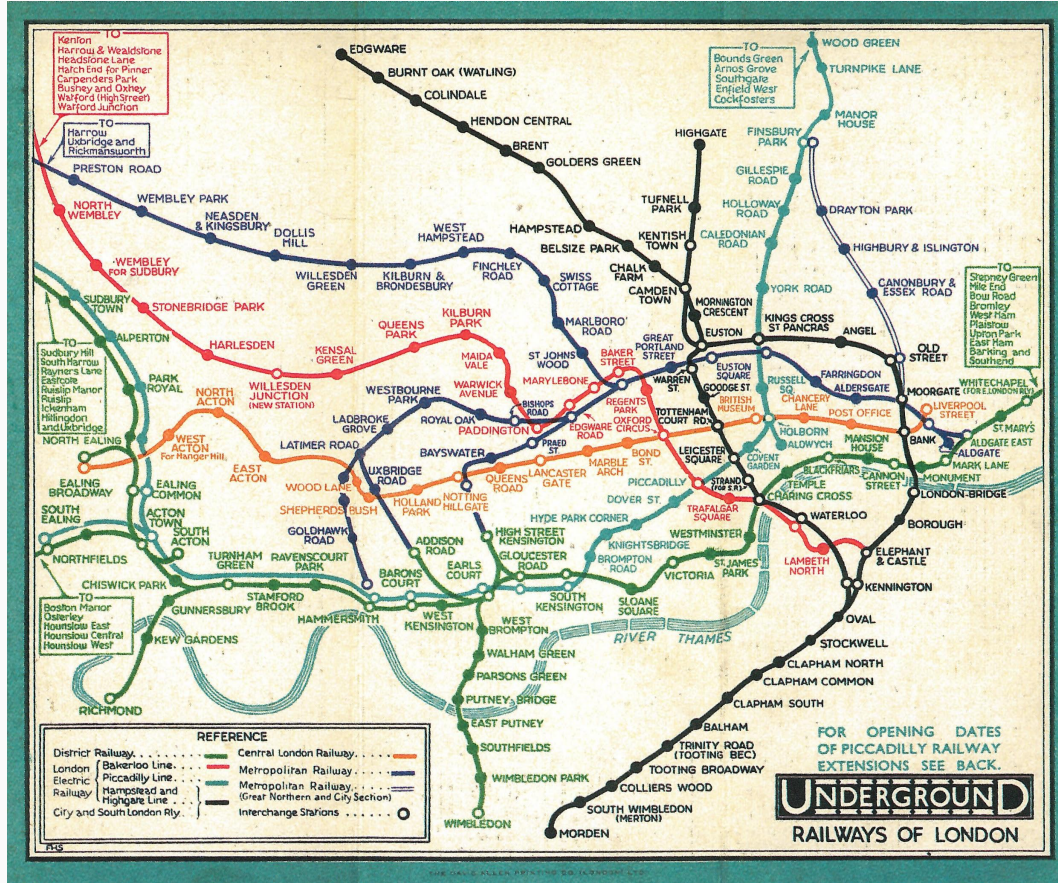 TO
Kenton
Harrow & Wealdstone
Headstone Lane
Hatch End for Pinner
Carpenders Park
Bushey and Oxhey
Watford (High Street)
Watford Junction
TO
Harrow
Uxbridge and
Rickmansworth
EDGWARE
BURNT OAK (WATLING)
COLINDALE
HENDON CENTRAL
BRENT
GOLDERS GREEN
HIGHGATE
TO
Bounds Green
Arnos Grove
Southgate
Enfield West
Cockfosters
WOOD GREEN
TURNPIKE LANE
MANOR
HOUSE
FINSBURY
PARK
GILLESPIE
ROAD
HOLLOWAY
ROAD
CALEDONIAN
ROAD
YORK ROAD
DRAYTON PARK
HIGHBURY & ISLINGTON
CANONBURY &
ESSEX ROAD
PRESTON ROAD
WEMBLEY PARK
NORTH
WEMBLEY
NEASDEN
& KINGSBURY
DOLLIS
HILL
WILLESDEN
GREEN
KILBURN &
BRONDESBURY
WEST
HAMPSTEAD
FINCHLEY
ROAD
SWISS
COTTAGE
MARLBORO'
ROAD
ST JOHNS
WOOD
HAMPSTEAD
BELSIZE PARK
CHALK
FARM
CAMDEN
TOWN
TUFNELL
PARK
KENTISH
TOWN
MORNINGTON
CRESCENT
EUSTON
KINGS CROSS
ST PANCRAS
ANGEL
OLD
STREET
TO
Stepney Green
Mile End
Bow Road
Bromley
West Ham
Plaistow
Upton Park
East Ham
Barking and
Southend
WEMBLEY
FOR SUDBURY
STONEBRIDGE PARK
HARLESDEN
WILLESDEN
JUNCTION
(NEW STATION)
KENSAL
GREEN
QUEENS
PARK
KILBURN
PARK
MAIDA
VALE
WARWICK
AVENUE
SUDBURY
TOWN
ALPERTON
PARK
ROYAL
TO
Sudbury Hill
South Harrow
Rayners Lane
Eastcote
Ruislip Manor
Ruislip
Ickenham
Hillingdon
and Uxbridge
NORTH EALING
EALING
BROADWAY
EALING
COMMON
WEST
ACTON
For Hanger Hill
NORTH
ACTON
EAST
ACTON
WOOD LANE
SHEPHERDS BUSH
LATIMER ROAD
LADBROKE
GROVE
WESTBOURNE
PARK
ROYAL OAK
BISHOPS
ROAD
PADDINGTON
PRAED
ST.
EDGWARE
ROAD
MARYLEBONE
BAKER
STREET
GREAT
PORTLAND
STREET
REGENTS
PARK
OXFORD
CIRCUS
WARREN
ST.
EUSTON
SQUARE
GOODGE ST.
TOTTENHAM
COURT RD.
RUSSELL
SQ.
BRITISH
MUSEUM
FARRINGDON
ALDERSGATE
CHANCERY
LANE
POST OFFICE
MOORGATE
BANK
LIVERPOOL
STREET
WHITECHAPEL
(FOR E. LONDON RLY)
ST. MARY'S
ALDGATE EAST
ALDGATE
MARK LANE
MONUMENT
CANNON
STREET
MANSION
HOUSE
BLACKFRIARS
TEMPLE
HOLBORN
ALDWYCH
COVENT
GARDEN
LEICESTER
SQUARE
STRAND
(FOR S.R.)
CHARING CROSS
TRAFALGAR
SQUARE
PICCADILLY
DOVER ST.
HYDE PARK CORNER
KNIGHTSBRIDGE
BROMPTON
ROAD
BAYSWATER
NOTTING
HILL GATE
QUEENS
ROAD
LANCASTER
GATE
MARBLE
ARCH
BOND
ST.
HOLLAND
PARK
UXBRIDGE
ROAD
GOLDHAWK
ROAD
ADDISON
ROAD
HIGH STREET
KENSINGTON
GLOUCESTER
ROAD
EARLS
COURT
BARONS
COURT
WEST
KENSINGTON
SOUTH
KENSINGTON
SLOANE
SQUARE
VICTORIA
ST. JAMES
PARK
WESTMINSTER
WATERLOO
LAMBETH
NORTH
ELEPHANT
& CASTLE
LONDON-BRIDGE
BOROUGH
KENNINGTON
OVAL
STOCKWELL
CLAPHAM NORTH
CLAPHAM COMMON
CLAPHAM SOUTH
BALHAM
TRINITY ROAD
(TOOTING BEC)
TOOTING BROADWAY
COLLIERS WOOD
SOUTH WIMBLEDON
(MERTON)
MORDEN
SOUTH
EALING
NORTHFIELDS
ACTON
TOWN
SOUTH
ACTON
CHISWICK PARK
TURNHAM
GREEN
STAMFORD
BROOK
RAVENSCOURT
PARK
HAMMERSMITH
GUNNERSBURY
KEW GARDENS
RICHMOND
TO
Boston Manor
Osterley
Hounslow East
Hounslow Central
Hounslow West
WEST
BROMPTON
WALHAM GREEN
PARSONS GREEN
PUTNEY BRIDGE
EAST PUTNEY
SOUTHFIELDS
WIMBLEDON PARK
WIMBLEDON
RIVER THAMES
REFERENCE
District Railway
London
Electric
Railway
Bakerloo Line
Piccadilly Line
Hampstead and
Highgate Line
City and South London Rly.
Central London Railway
Metropolitan Railway
Metropolitan Railway
(Great Northern and City Section)
Interchange Stations
FOR OPENING DATES
OF PICCADILLY RAILWAY
EXTENSIONS SEE BACK.
UNDERGROUND
RAILWAYS OF LONDON
FHS